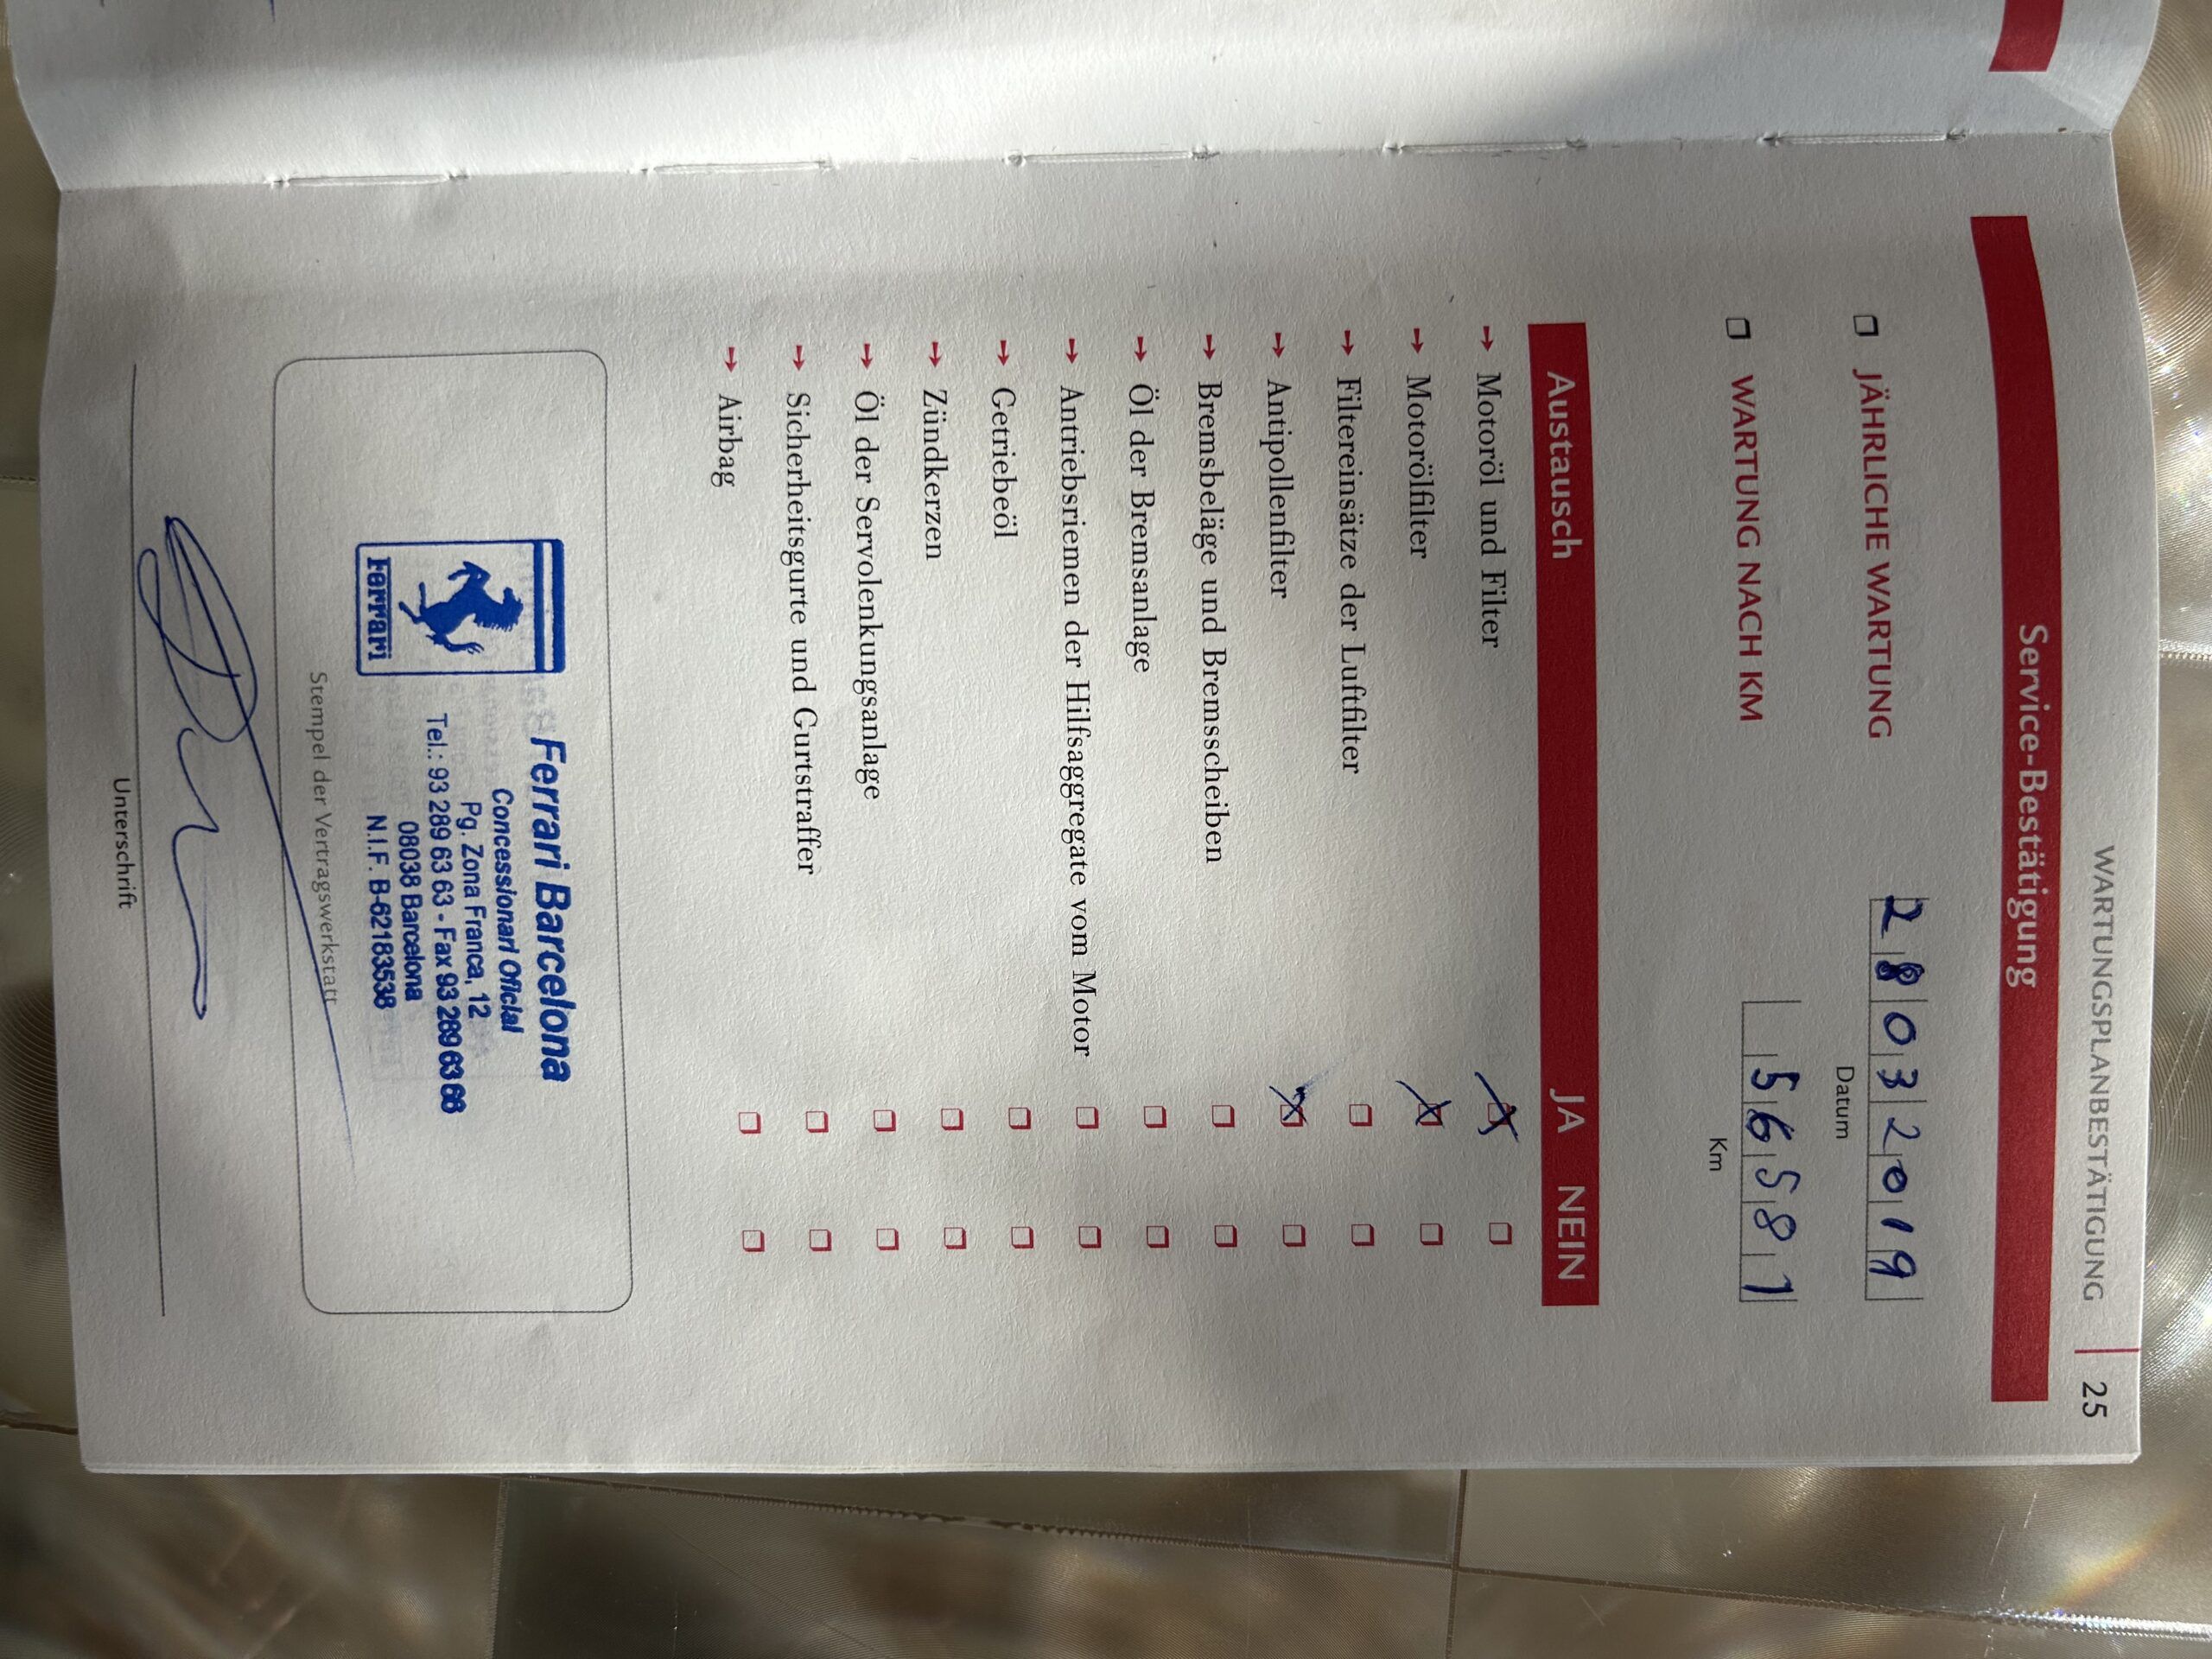 WARTUNGSPLANBESTÄTIGUNG | 25
Service-Bestätigung
❏ JÄHRLICHE WARTUNG 28032019
Datum
❏ WARTUNG NACH KM 56581
Km
Austausch JA NEIN
→ Motoröl und Filter
→ Motorölfilter
→ Filtereinsätze der Luftfilter
→ Antipollenfilter
→ Bremsbeläge und Bremsscheiben
→ Öl der Bremsanlage
→ Antriebsriemen der Hilfsaggregate vom Motor
→ Getriebeöl
→ Zündkerzen
→ Öl der Servolenkungsanlage
→ Sicherheitsgurte und Gurtstraffer
→ Airbag
Ferrari
Ferrari Barcelona
Concessionari Oficial
Pg. Zona Franca, 12
Tel.: 93 289 63 63 - Fax 93 289 63 66
08038 Barcelona
N.I.F. B-62183538
Stempel der Vertragswerkstatt
Unterschrift